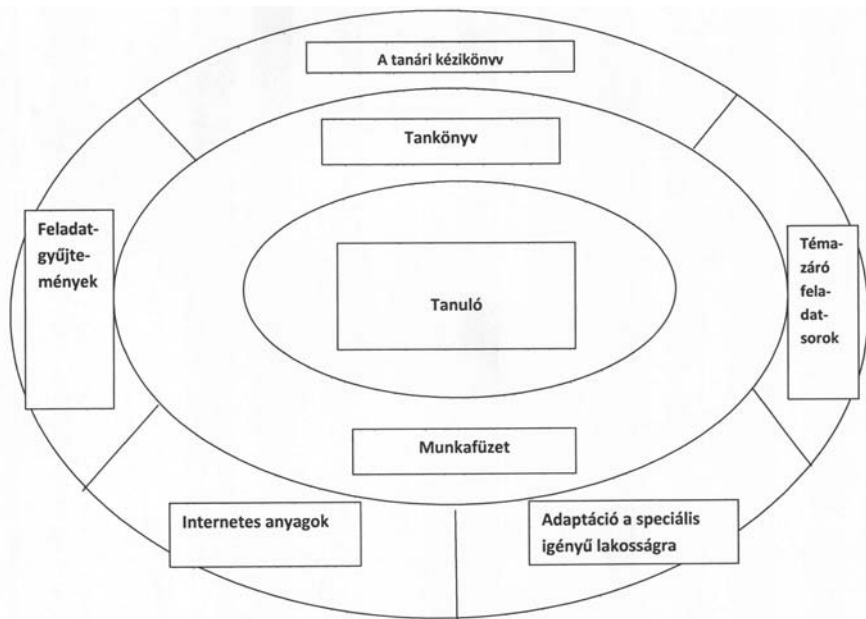 A tanári kézikönyv
Tankönyv
Feladat-
gyűjte-
mények
Téma-
záró
fela-
dat-
sorok
Tanuló
Munkafüzet
Internetes anyagok
Adaptáció a speciális
igényű lakosságra